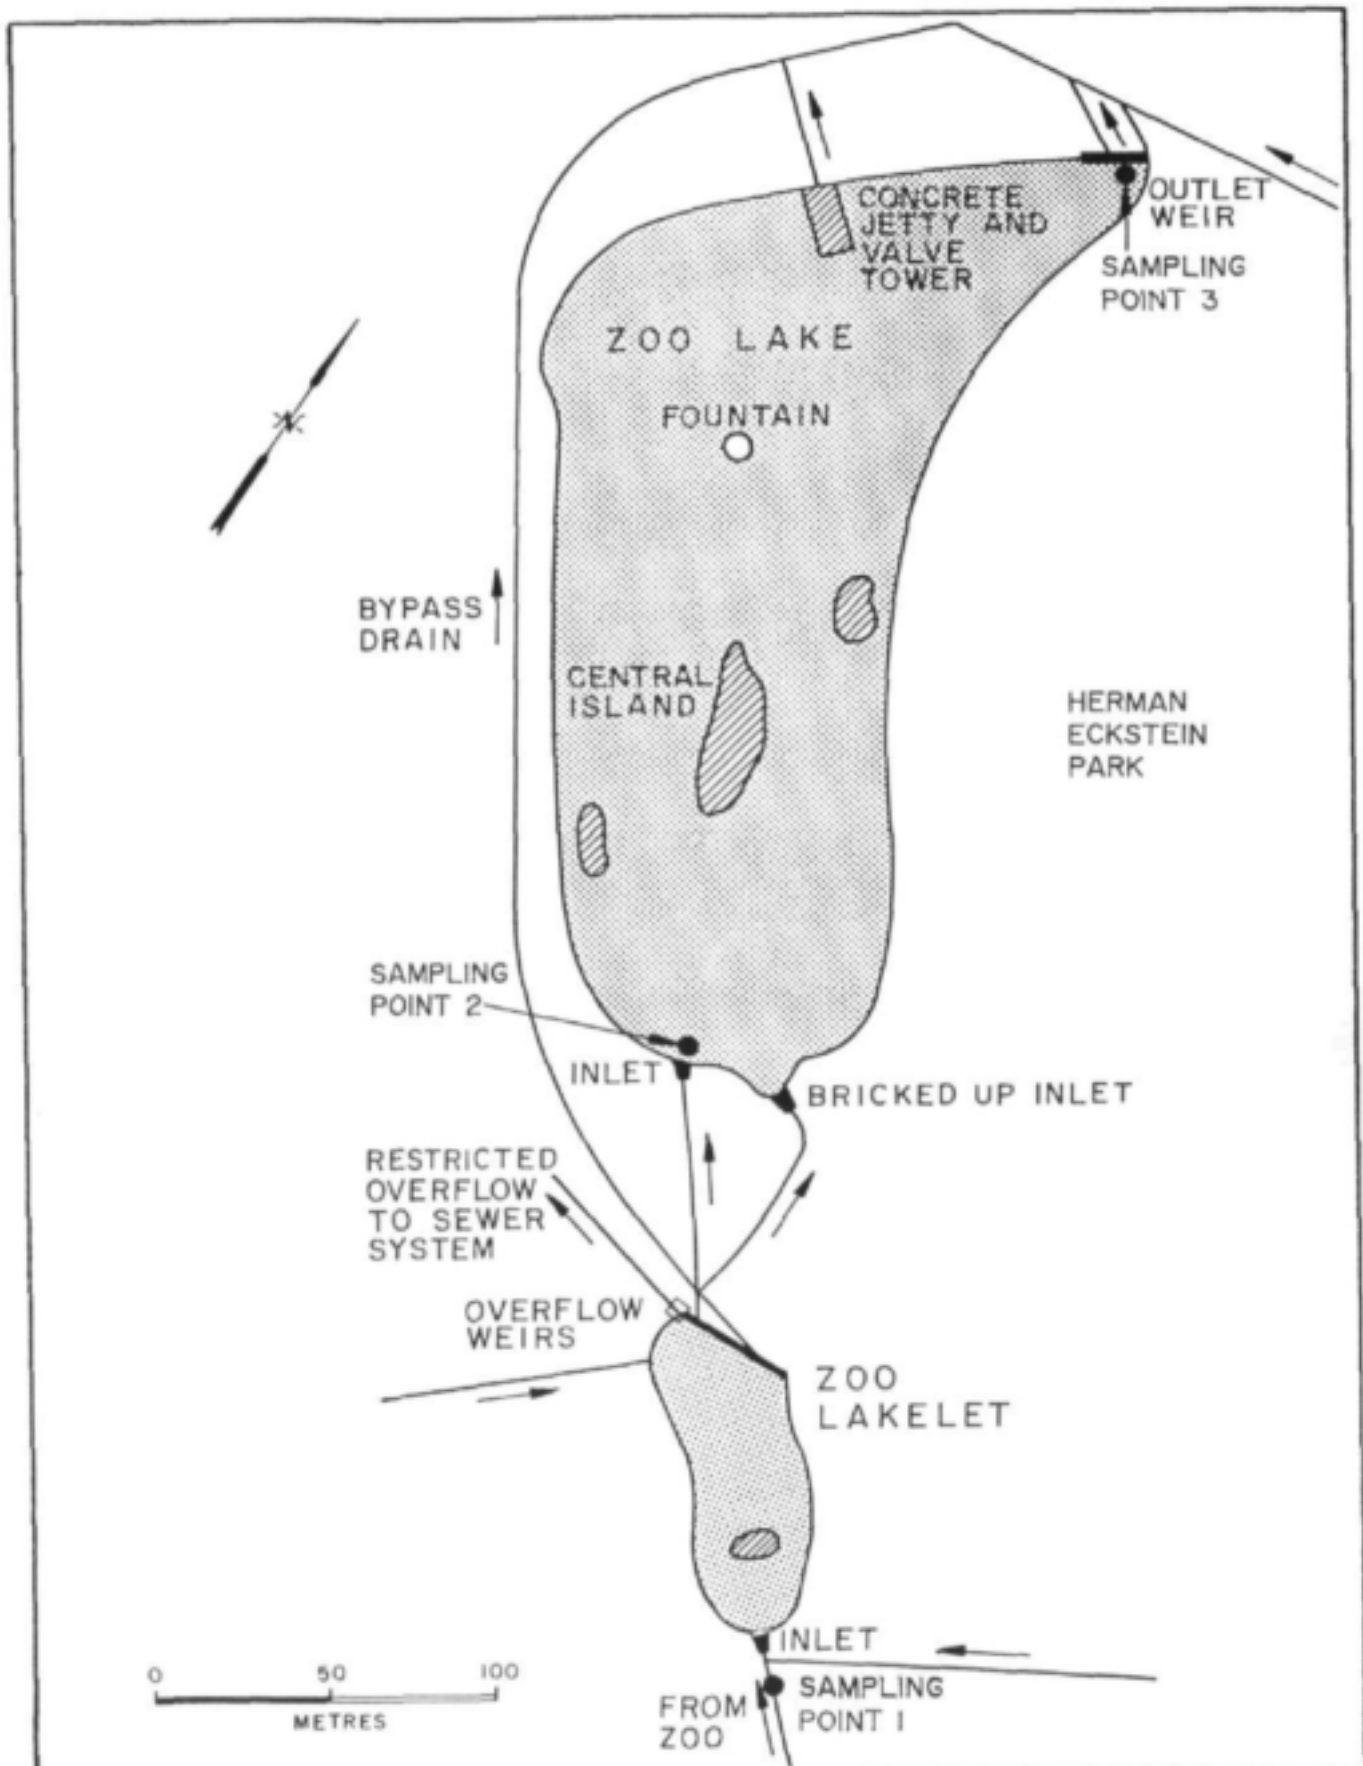 CONCRETE
JETTY AND
VALVE
TOWER
OUTLET
WEIR
SAMPLING
POINT 3
ZOO LAKE
FOUNTAIN
N
BYPASS
DRAIN
CENTRAL
ISLAND
HERMAN
ECKSTEIN
PARK
SAMPLING
POINT 2
INLET
BRICKED UP INLET
RESTRICTED
OVERFLOW
TO SEWER
SYSTEM
OVERFLOW
WEIRS
ZOO
LAKELET
INLET
0 50 100
METRES
FROM
ZOO
SAMPLING
POINT 1